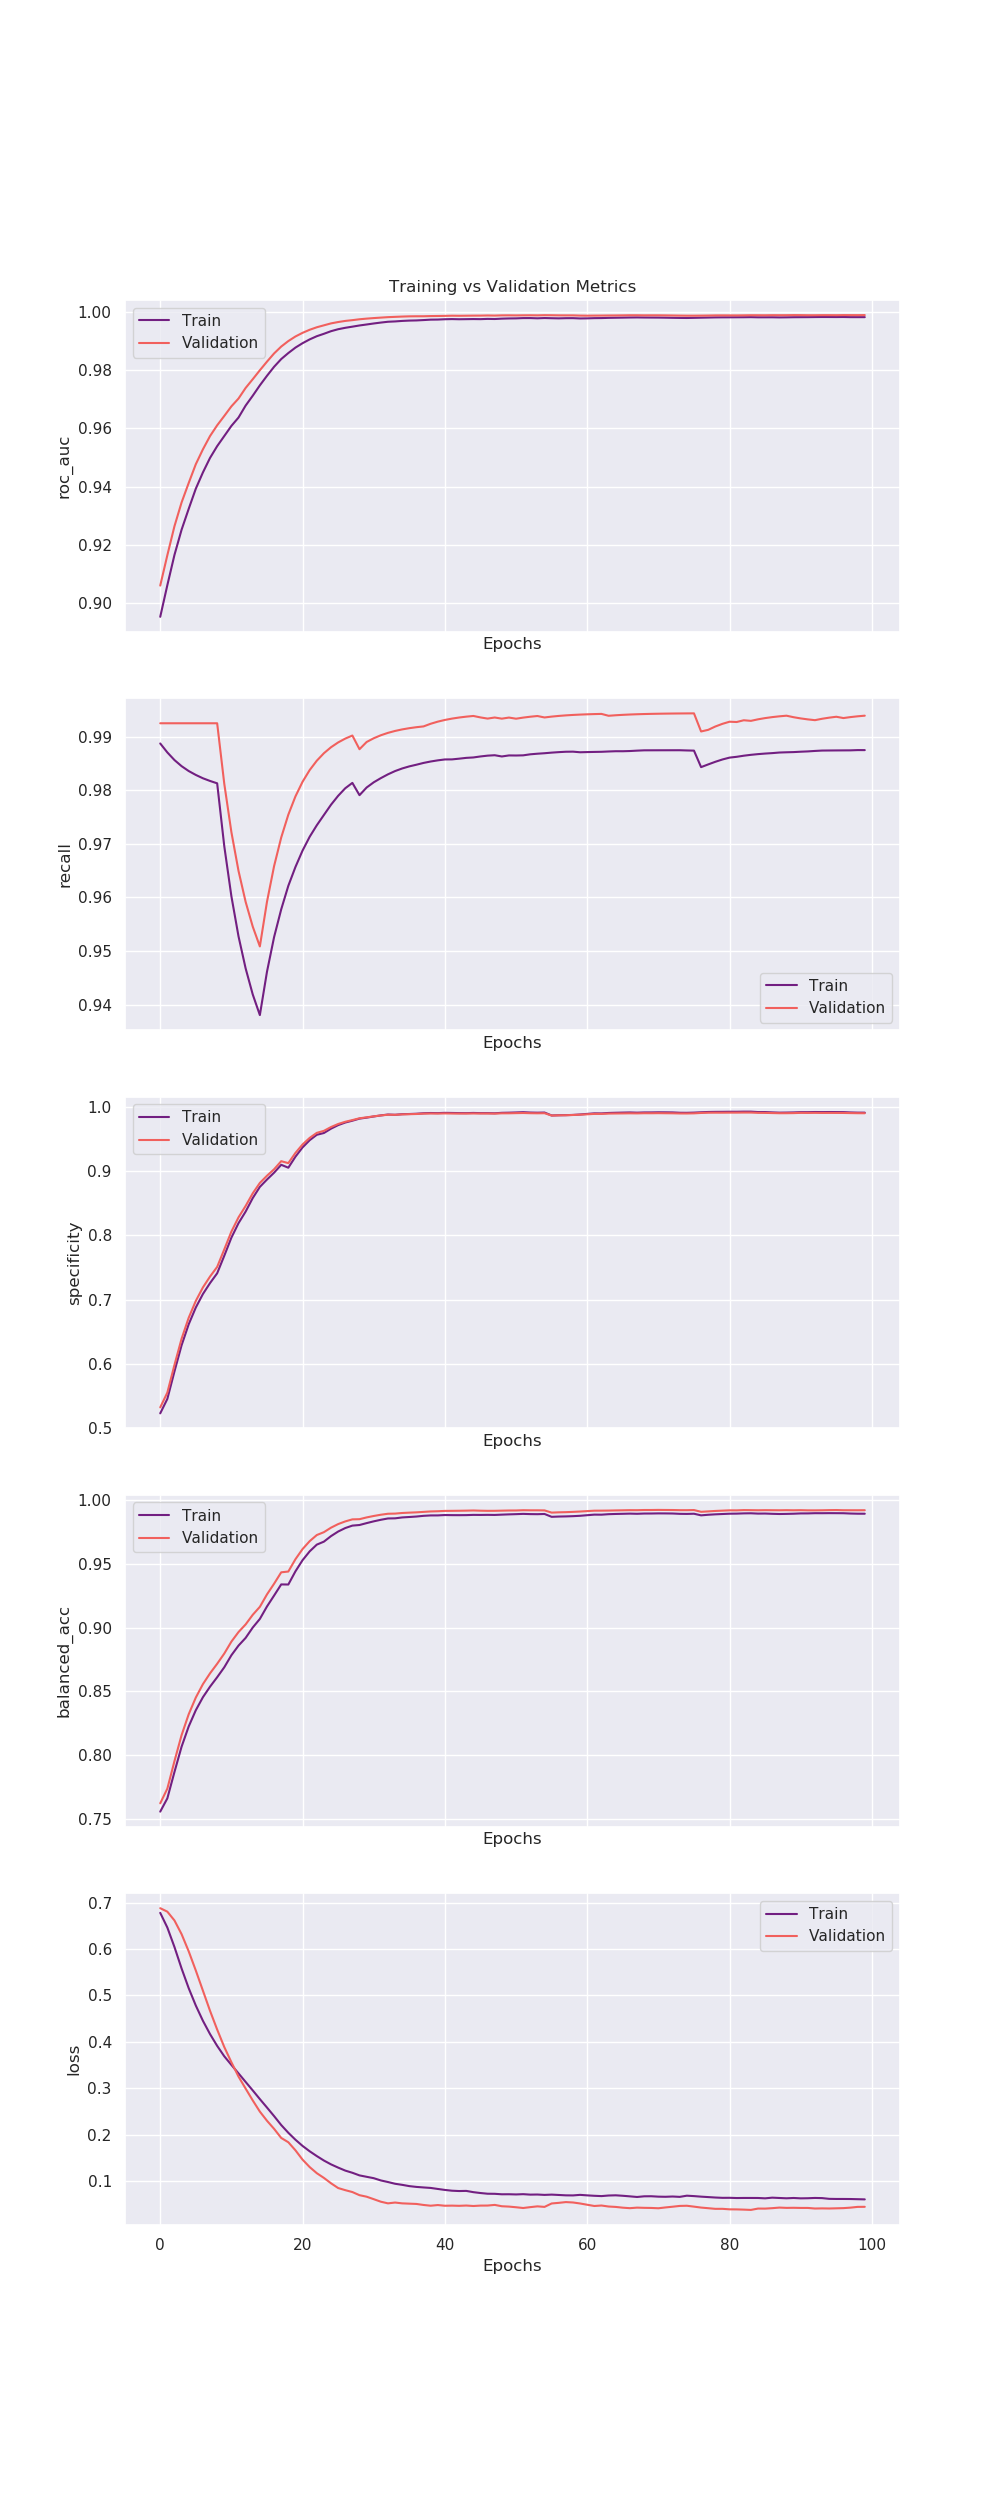 Training vs Validation Metrics
1.00
0.98
0.96
0.94
0.92
0.90
roc_auc
Train
Validation
Epochs
0.99
0.98
0.97
0.96
0.95
0.94
recall
Train
Validation
Epochs
1.0
0.9
0.8
0.7
0.6
0.5
specificity
Train
Validation
Epochs
1.00
0.95
0.90
0.85
0.80
0.75
balanced_acc
Train
Validation
Epochs
0.7
0.6
0.5
0.4
0.3
0.2
0.1
loss
Train
Validation
0 20 40 60 80 100
Epochs